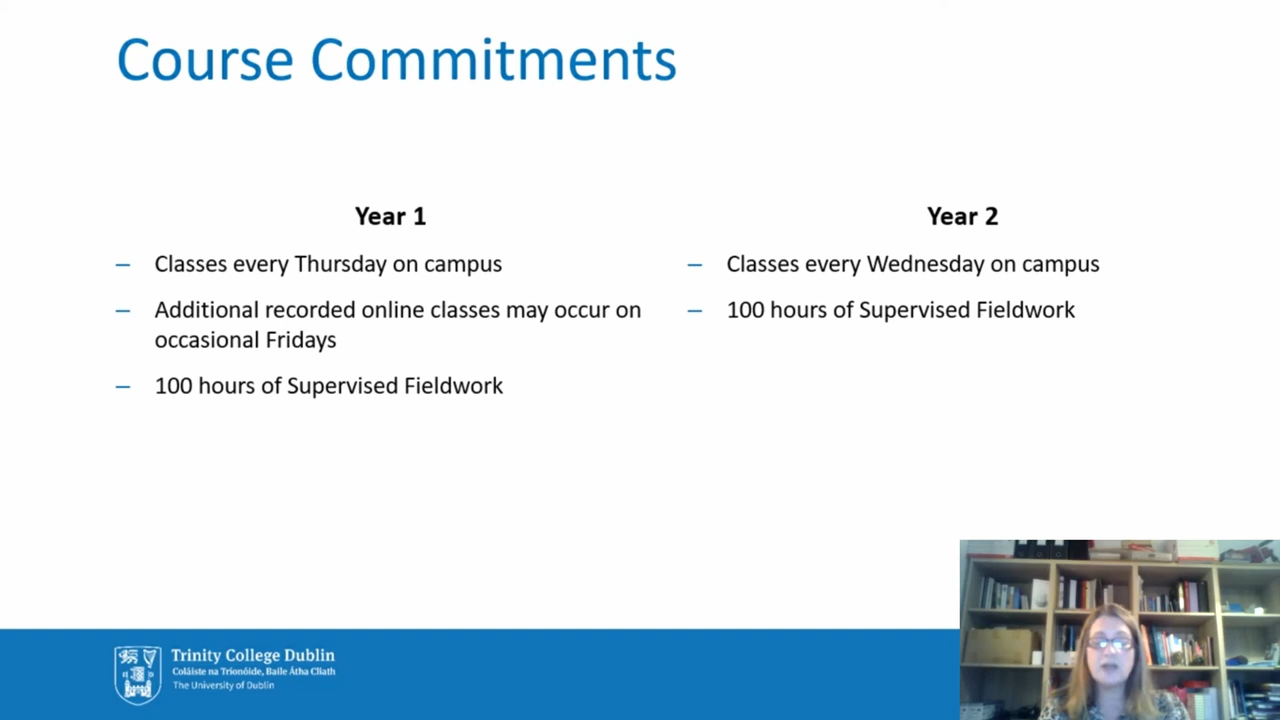 Course Commitments
Year 1
– Classes every Thursday on campus
– Additional recorded online classes may occur on
occasional Fridays
– 100 hours of Supervised Fieldwork
Year 2
– Classes every Wednesday on campus
– 100 hours of Supervised Fieldwork
Trinity College Dublin
Coláiste na Tríonóide, Baile Átha Cliath
The University of Dublin